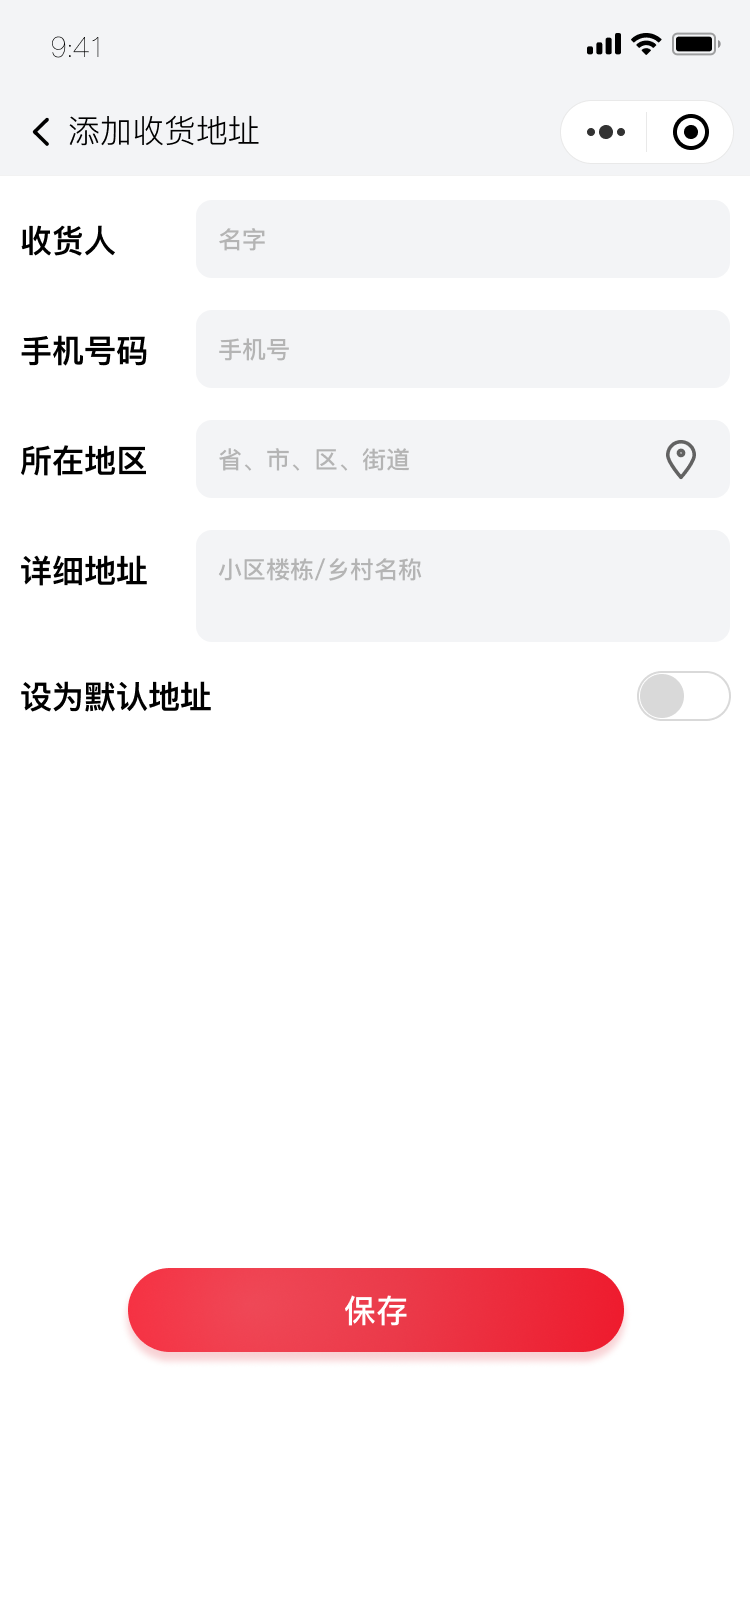 9:41
添加收货地址
收货人 名字
手机号码 手机号
所在地区 省、市、区、街道
详细地址 小区楼栋/乡村名称
设为默认地址
保存